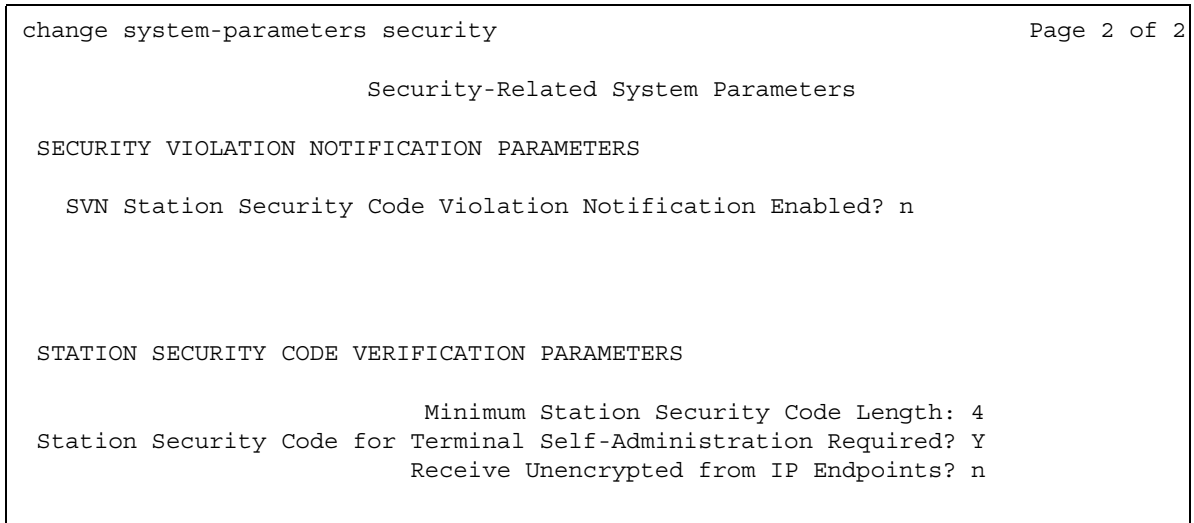 change system-parameters security Page 2 of 2
Security-Related System Parameters
SECURITY VIOLATION NOTIFICATION PARAMETERS
SVN Station Security Code Violation Notification Enabled? n
STATION SECURITY CODE VERIFICATION PARAMETERS
Minimum Station Security Code Length: 4
Station Security Code for Terminal Self-Administration Required? Y
Receive Unencrypted from IP Endpoints? n